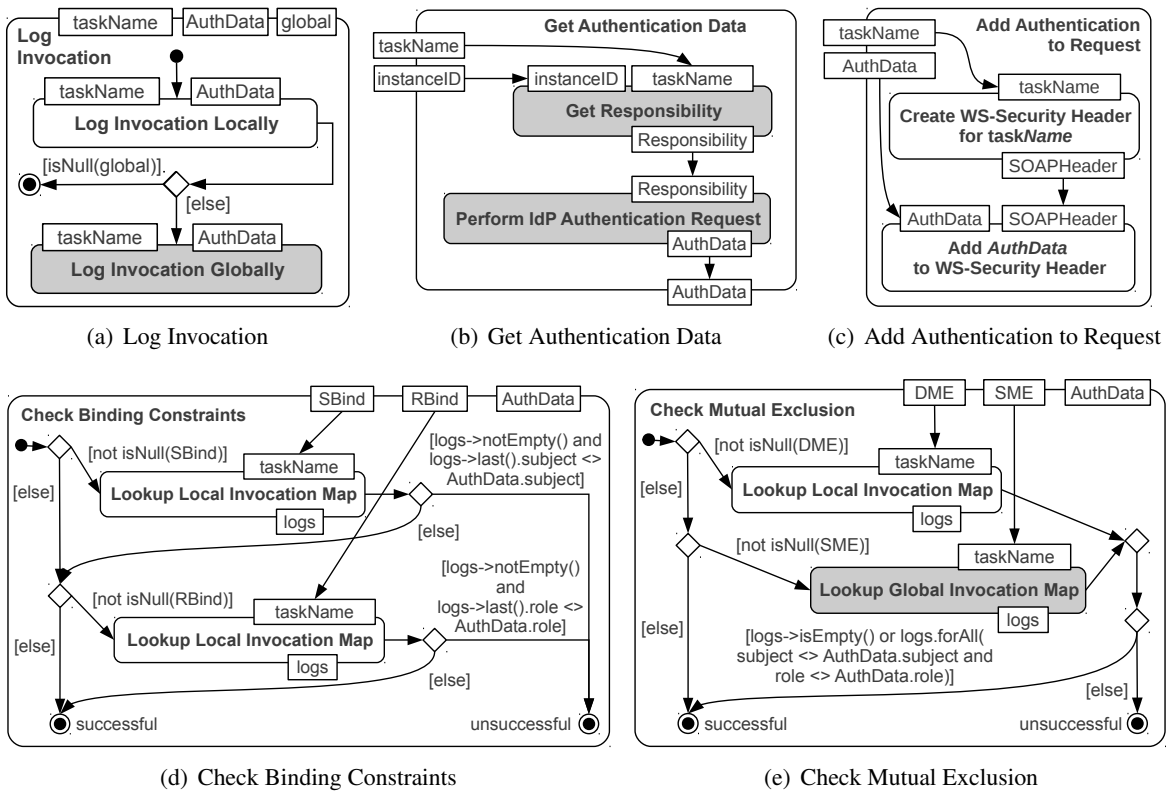 taskName
AuthData
global
Log
Invocation
taskName
AuthData
Log Invocation Locally
[isNull(global)].
[else]
taskName
AuthData
Log Invocation Globally
(a) Log Invocation
Get Authentication Data
taskName
instanceID
instanceID
taskName
Get Responsibility
Responsibility
Responsibility
Perform IdP Authentication Request
AuthData
AuthData
(b) Get Authentication Data
Add Authentication
to Request
taskName
AuthData
taskName
Create WS-Security Header
for taskName
SOAPHeader
AuthData
SOAPHeader
Add AuthData
to WS-Security Header
(c) Add Authentication to Request
SBind
RBind
AuthData
Check Binding Constraints
[not isNull(SBind)]
[logs->notEmpty() and
logs->last().subject <>
AuthData.subject]
taskName
Lookup Local Invocation Map
[else]
logs
[else]
[logs->notEmpty()
and
logs->last().role <>
AuthData.role]
[not isNull(RBind)]
taskName
Lookup Local Invocation Map
[else]
logs
[else]
successful
unsuccessful
(d) Check Binding Constraints
DME
SME
AuthData
Check Mutual Exclusion
[not isNull(DME)]
taskName
Lookup Local Invocation Map
[else]
logs
[not isNull(SME)]
taskName
Lookup Global Invocation Map
logs
[else]
[logs->isEmpty() or logs.forAll(
subject <> AuthData.subject and
role <> AuthData.role)]
[else]
successful
unsuccessful
(e) Check Mutual Exclusion